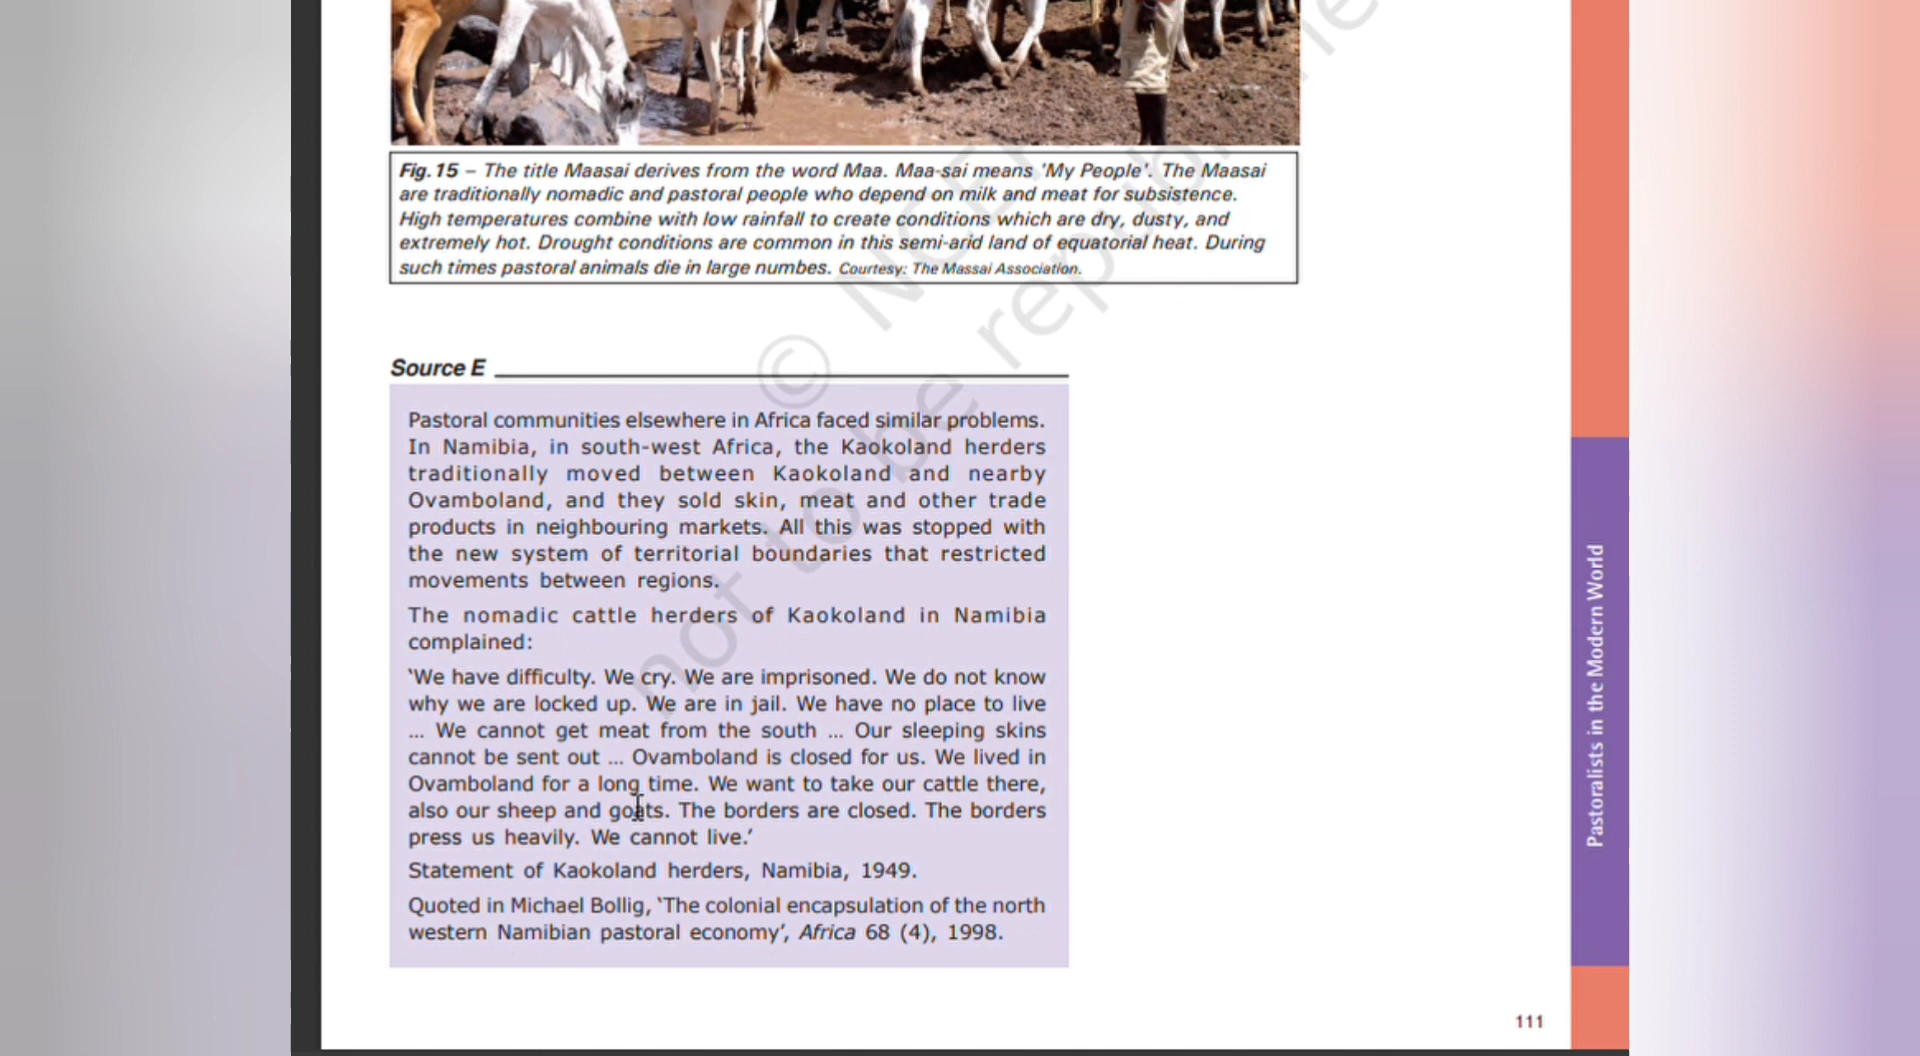 Fig. 15 – The title Maasai derives from the word Maa. Maa-sai means 'My People'. The Maasai
are traditionally nomadic and pastoral people who depend on milk and meat for subsistence.
High temperatures combine with low rainfall to create conditions which are dry, dusty, and
extremely hot. Drought conditions are common in this semi-arid land of equatorial heat. During
such times pastoral animals die in large numbes. Courtesy: The Massai Association.
Source E
Pastoral communities elsewhere in Africa faced similar problems.
In Namibia, in south-west Africa, the Kaokoland herders
traditionally moved between Kaokoland and nearby
Ovamboland, and they sold skin, meat and other trade
products in neighbouring markets. All this was stopped with
the new system of territorial boundaries that restricted
movements between regions.
The nomadic cattle herders of Kaokoland in Namibia
complained:
‘We have difficulty. We cry. We are imprisoned. We do not know
why we are locked up. We are in jail. We have no place to live
... We cannot get meat from the south ... Our sleeping skins
cannot be sent out ... Ovamboland is closed for us. We lived in
Ovamboland for a long time. We want to take our cattle there,
also our sheep and goats. The borders are closed. The borders
press us heavily. We cannot live.’
Statement of Kaokoland herders, Namibia, 1949.
Quoted in Michael Bollig, ‘The colonial encapsulation of the north
western Namibian pastoral economy’, Africa 68 (4), 1998.
Pastoralists in the Modern World
111
not to be republishe